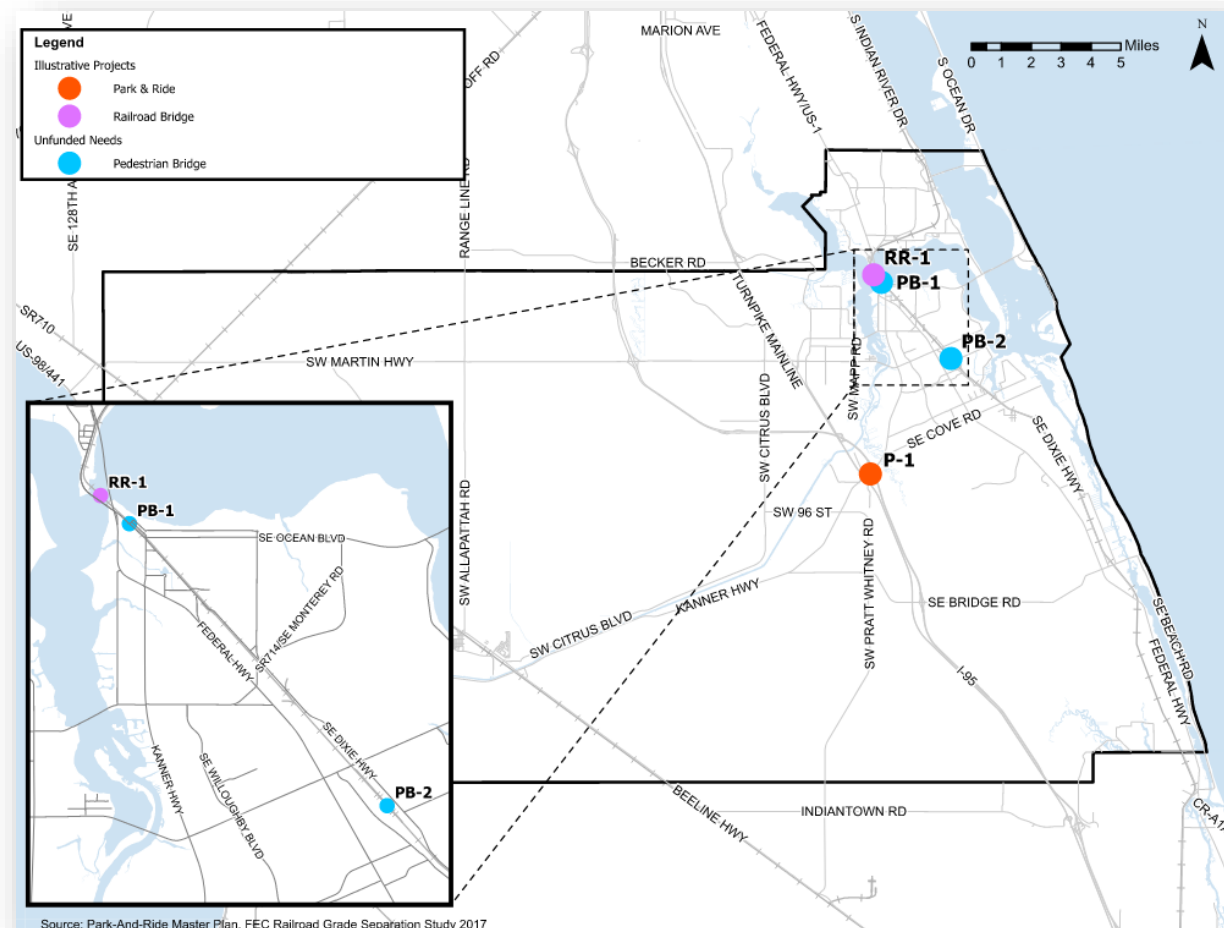 Legend
Illustrative Projects
Park & Ride
Railroad Bridge
Unfunded Needs
Pedestrian Bridge
MARION AVE
FEDERAL HWY/US-1
S INDIAN RIVER DR
S OCEAN DR
N
0 1 2 3 4 5 Miles
OFF RD
SE 128TH A
RANGE LINE RD
BECKER RD
TURNPIKE MAINLINE
RR-1
PB-1
PB-2
SR710
US-98/441
SW MARTIN HWY
SW CITRUS BLVD
SW MAPP RD
SE COVE RD
SE DIXIE HWY
P-1
SW 96 ST
SW ALLAPATTAH RD
SW CITRUS BLVD
KANNER HWY
SW PRATT WHITNEY RD
SE BRIDGE RD
I-95
SE BEACH RD
FEDERAL HWY
BEELINE HWY
INDIANTOWN RD
CR-A1A
RR-1
PB-1
SE OCEAN BLVD
SR714/SE MONTEREY RD
FEDERAL HWY
SE DIXIE HWY
KANNER HWY
SE WILLOUGHBY BLVD
PB-2
Source: Park-And-Ride Master Plan, FEC Railroad Grade Separation Study 2017